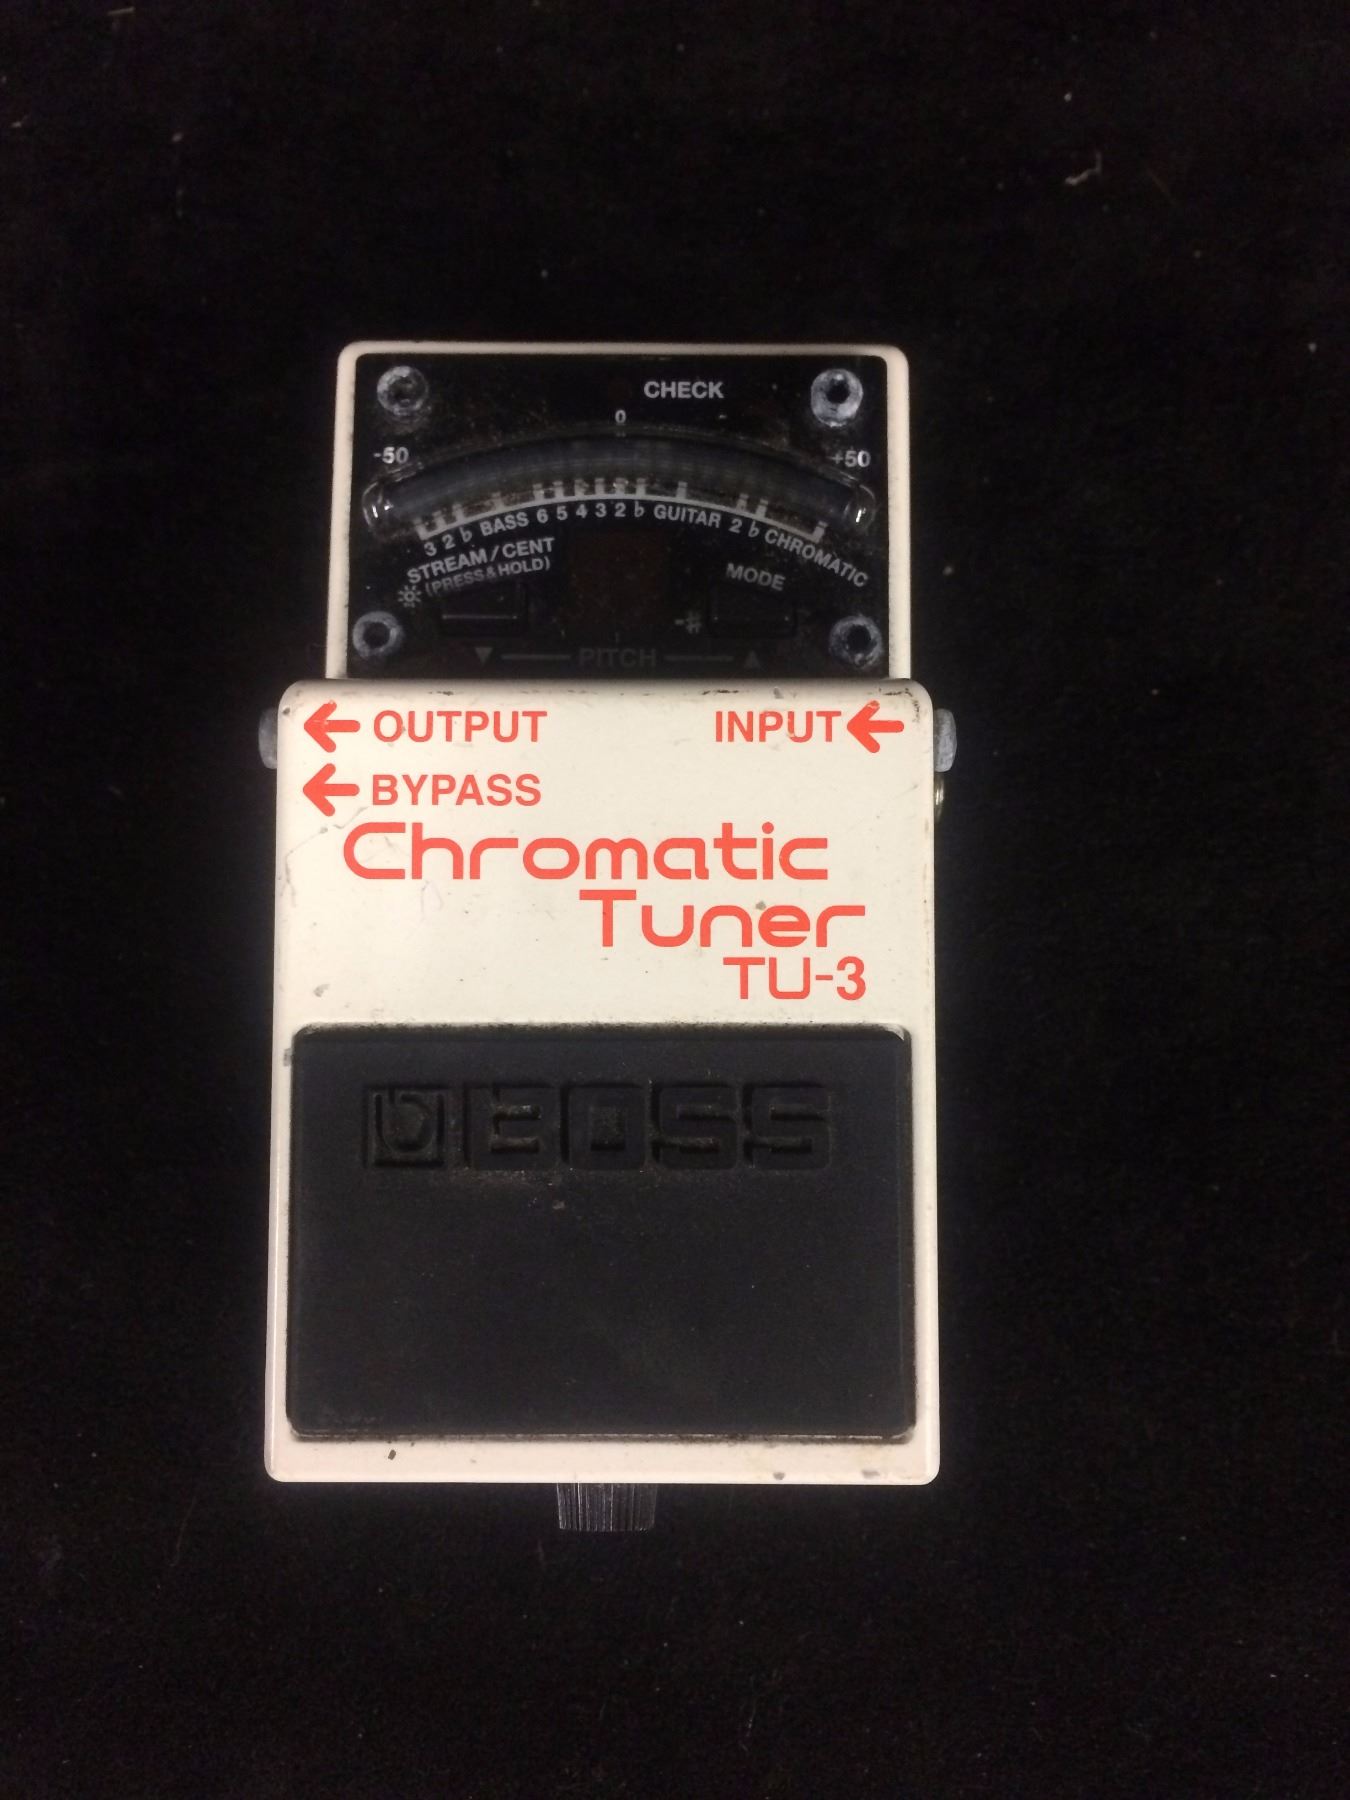 CHECK
0
-50 +50
3 2 ♭ BASS 6 5 4 3 2 ♭ GUITAR 2 ♭ CHROMATIC
STREAM/CENT
(PRESS&HOLD)
MODE
-#
▼ PITCH ▲
← OUTPUT INPUT ←
← BYPASS
Chromatic
Tuner
TU-3
BOSS